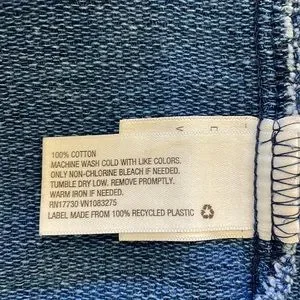 100% COTTON
MACHINE WASH COLD WITH LIKE COLORS.
ONLY NON-CHLORINE BLEACH IF NEEDED.
TUMBLE DRY LOW. REMOVE PROMPTLY.
WARM IRON IF NEEDED.
RN17730 VN1083275
LABEL MADE FROM 100% RECYCLED PLASTIC